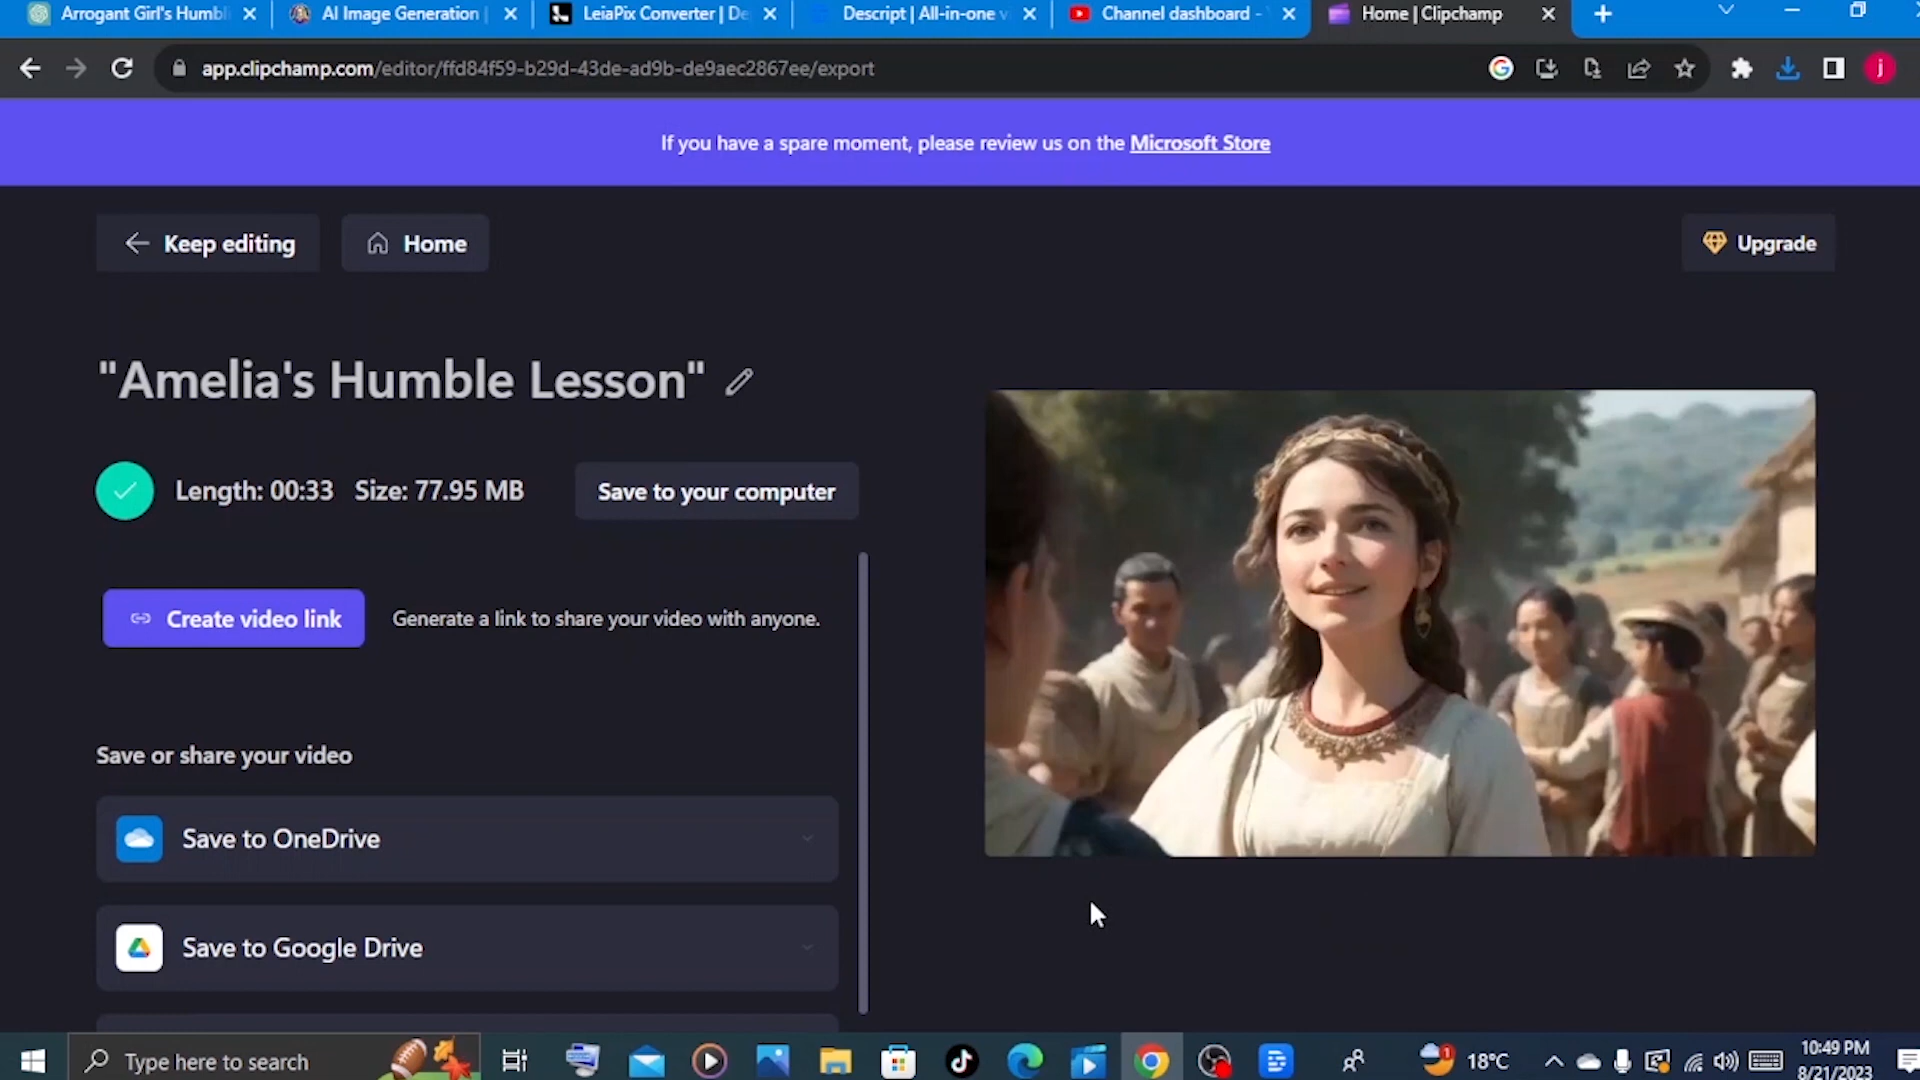 Arrogant Girl's Humbl
AI Image Generation
LeiaPix Converter | De
Descript | All-in-one v
Channel dashboard -
Home | Clipchamp
app.clipchamp.com/editor/ffd84f59-b29d-43de-ad9b-de9aec2867ee/export
j
If you have a spare moment, please review us on the Microsoft Store
Keep editing
Home
Upgrade
"Amelia's Humble Lesson"
Length: 00:33 Size: 77.95 MB
Save to your computer
Create video link
Generate a link to share your video with anyone.
Save or share your video
Save to OneDrive
Save to Google Drive
Type here to search
1
18°C
10:49 PM
8/21/2023